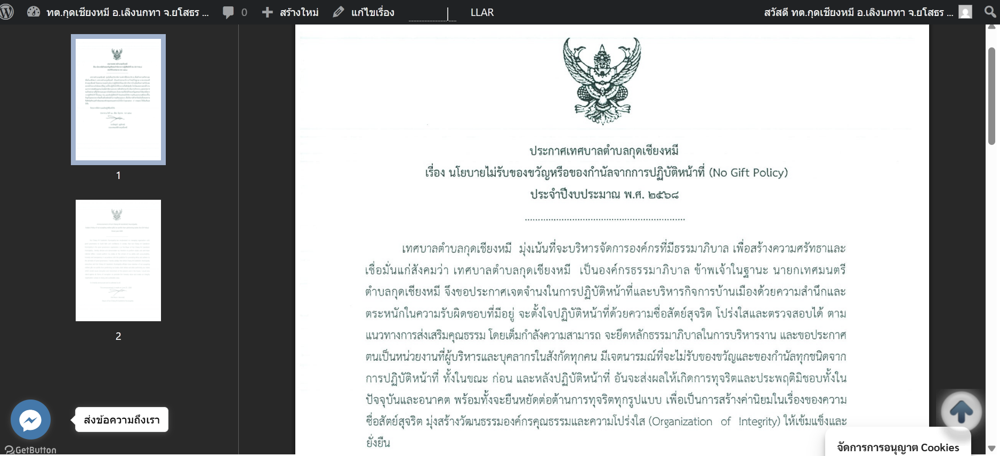 ทต.กุดเชียงหมี อ.เลิงนกทา จ.ยโสธร ...
0
สร้างใหม่
แก้ไขเรื่อง
LLAR
สวัสดี ทต.กุดเชียงหมี อ.เลิงนกทา จ.ยโสธร ...
1
2
ประกาศเทศบาลตำบลกุดเชียงหมี
เรื่อง นโยบายไม่รับของขวัญหรือของกำนัลจากการปฏิบัติหน้าที่ (No Gift Policy)
ประจำปีงบประมาณ พ.ศ. ๒๕๖๘
เทศบาลตำบลกุดเชียงหมี มุ่งเน้นที่จะบริหารจัดการองค์กรที่มีธรรมาภิบาล เพื่อสร้างความศรัทธาและ
เชื่อมั่นแก่สังคมว่า เทศบาลตำบลกุดเชียงหมี เป็นองค์กรธรรมาภิบาล ข้าพเจ้าในฐานะ นายกเทศมนตรี
ตำบลกุดเชียงหมี จึงขอประกาศเจตจำนงในการปฏิบัติหน้าที่และบริหารกิจการบ้านเมืองด้วยความสำนึกและ
ตระหนักในความรับผิดชอบที่มีอยู่ จะตั้งใจปฏิบัติหน้าที่ด้วยความซื่อสัตย์สุจริต โปร่งใสและตรวจสอบได้ ตาม
แนวทางการส่งเสริมคุณธรรม โดยเต็มกำลังความสามารถ จะยึดหลักธรรมาภิบาลในการบริหารงาน และขอประกาศ
ตนเป็นหน่วยงานที่ผู้บริหารและบุคลากรในสังกัดทุกคน มีเจตนารมณ์ที่จะไม่รับของขวัญและของกำนัลทุกชนิดจาก
การปฏิบัติหน้าที่ ทั้งในขณะ ก่อน และหลังปฏิบัติหน้าที่ อันจะส่งผลให้เกิดการทุจริตและประพฤติมิชอบทั้งใน
ปัจจุบันและอนาคต พร้อมทั้งจะยืนหยัดต่อต้านการทุจริตทุกรูปแบบ เพื่อเป็นการสร้างค่านิยมในเรื่องของความ
ซื่อสัตย์สุจริต มุ่งสร้างวัฒนธรรมองค์กรคุณธรรมและความโปร่งใส (Organization of Integrity) ให้เข้มแข็งและ
ยั่งยืน
ส่งข้อความถึงเรา
GetButton
จัดการการอนุญาต Cookies